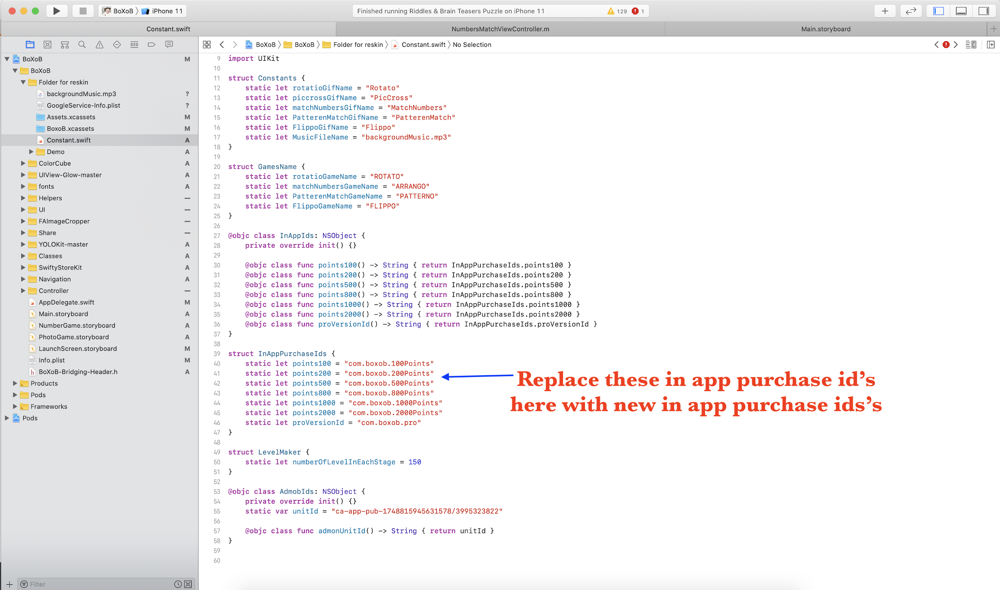 BoXoB 〉 iPhone 11
Finished running Riddles & Brain Teasers Puzzle on iPhone 11
129
1
Constant.swift
NumbersMatchViewController.m
Main.storyboard
BoXoB 〉 BoXoB 〉 Folder for reskin 〉 Constant.swift 〉 No Selection
BoXoB M
BoXoB
Folder for reskin
backgroundMusic.mp3 ?
GoogleService-Info.plist ?
Assets.xcassets M
BoxoB.xcassets M
Constant.swift A
Demo A
ColorCube A
UIView-Glow-master A
fonts A
Helpers —
UI —
FAImageCropper —
Share —
YOLOKit-master A
Classes A
SwiftyStoreKit A
Navigation A
Controller —
AppDelegate.swift M
Main.storyboard A
NumberGame.storyboard A
PhotoGame.storyboard A
LaunchScreen.storyboard M
Info.plist M
h BoXoB-Bridging-Header.h A
Products
Pods
Frameworks
Pods
Filter
9 import UIKit
10
11 struct Constants {
12 static let rotatioGifName = "Rotato"
13 static let piccrossGifName = "PicCross"
14 static let matchNumbersGifName = "MatchNumbers"
15 static let PatterenMatchGifName = "PatterenMatch"
16 static let FlippoGifName = "Flippo"
17 static let MusicFileName = "backgroundMusic.mp3"
18 }
19
20 struct GamesName {
21 static let rotatioGameName = "ROTATO"
22 static let matchNumbersGameName = "ARRANGO"
23 static let PatterenMatchGameName = "PATTERNO"
24 static let FlippoGameName = "FLIPPO"
25 }
26
27 @objc class InAppIds: NSObject {
28 private override init() {}
29
30 @objc class func points100() -> String { return InAppPurchaseIds.points100 }
31 @objc class func points200() -> String { return InAppPurchaseIds.points200 }
32 @objc class func points500() -> String { return InAppPurchaseIds.points500 }
33 @objc class func points800() -> String { return InAppPurchaseIds.points800 }
34 @objc class func points1000() -> String { return InAppPurchaseIds.points1000 }
35 @objc class func points2000() -> String { return InAppPurchaseIds.points2000 }
36 @objc class func proVersionId() -> String { return InAppPurchaseIds.proVersionId }
37 }
38
39 struct InAppPurchaseIds {
40 static let points100 = "com.boxob.100Points"
41 static let points200 = "com.boxob.200Points"
42 static let points500 = "com.boxob.500Points"
43 static let points800 = "com.boxob.800Points"
44 static let points1000 = "com.boxob.1000Points"
45 static let points2000 = "com.boxob.2000Points"
46 static let proVersionId = "com.boxob.pro"
47 }
48
49 struct LevelMaker {
50 static let numberOfLevelInEachStage = 150
51 }
52
53 @objc class AdmobIds: NSObject {
54 private override init() {}
55 static var unitId = "ca-app-pub-1748815945631578/3995323822"
56
57 @objc class func admonUnitId() -> String { return unitId }
58 }
59
60
Replace these in app purchase id’s
here with new in app purchase ids’s